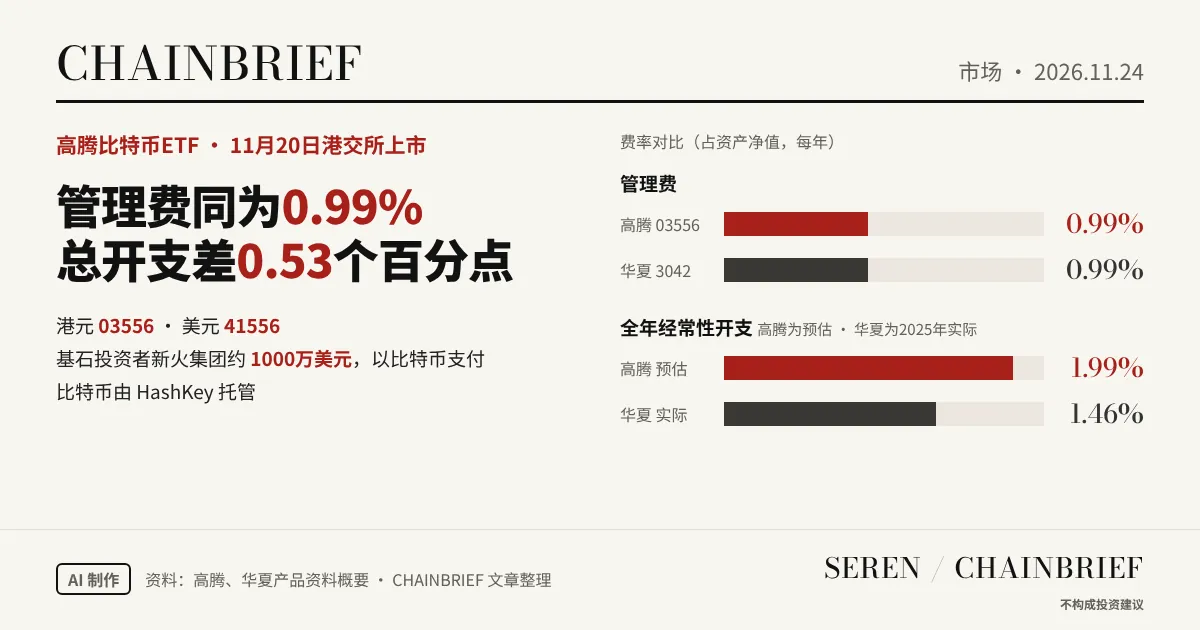 CHAINBRIEF
市场 · 2026.11.24
高腾比特币ETF · 11月20日港交所上市
管理费同为0.99%
总开支差0.53个百分点
港元 03556 · 美元 41556
基石投资者新火集团约 1000万美元，以比特币支付
比特币由 HashKey 托管
费率对比（占资产净值，每年）
管理费
高腾 03556 0.99%
华夏 3042 0.99%
全年经常性开支 高腾为预估 · 华夏为2025年实际
高腾 预估 1.99%
华夏 实际 1.46%
AI 制作 资料：高腾、华夏产品资料概要 · CHAINBRIEF 文章整理
SEREN / CHAINBRIEF
不构成投资建议